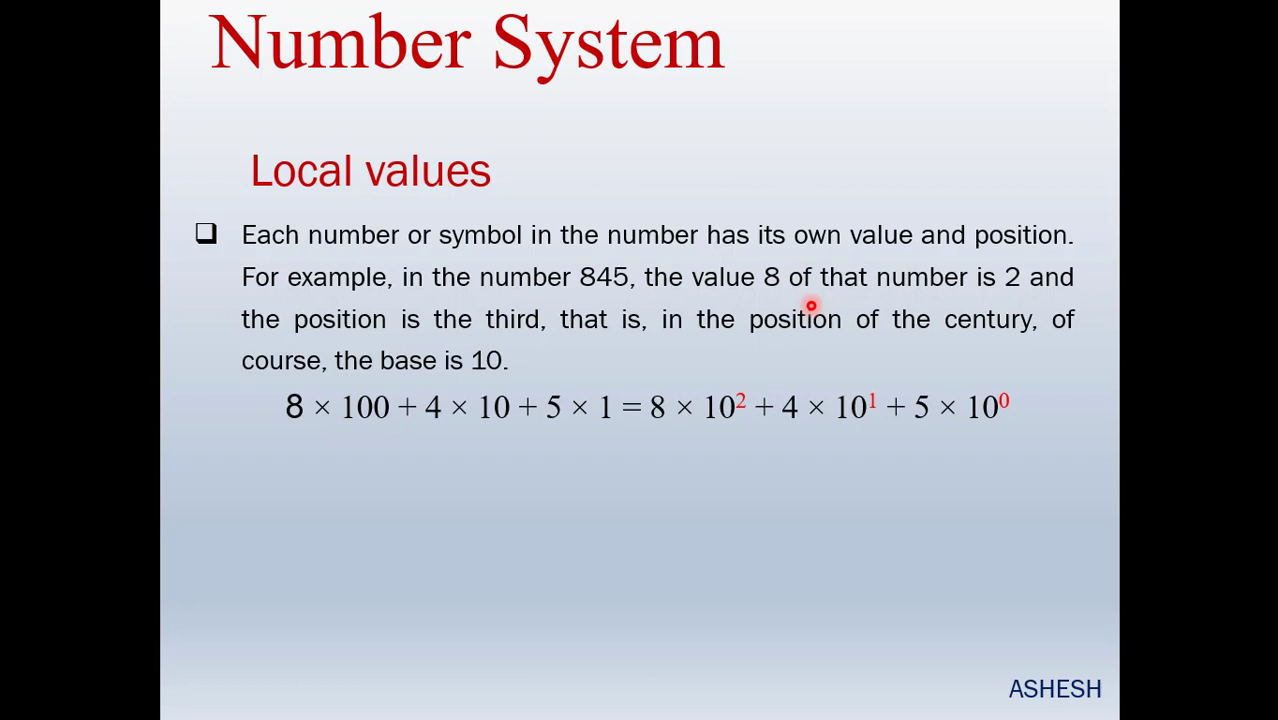 Number System
Local values
❑ Each number or symbol in the number has its own value and position.
For example, in the number 845, the value 8 of that number is 2 and
the position is the third, that is, in the position of the century, of
course, the base is 10.
8 × 100 + 4 × 10 + 5 × 1 = 8 × 10² + 4 × 10¹ + 5 × 10⁰
ASHESH